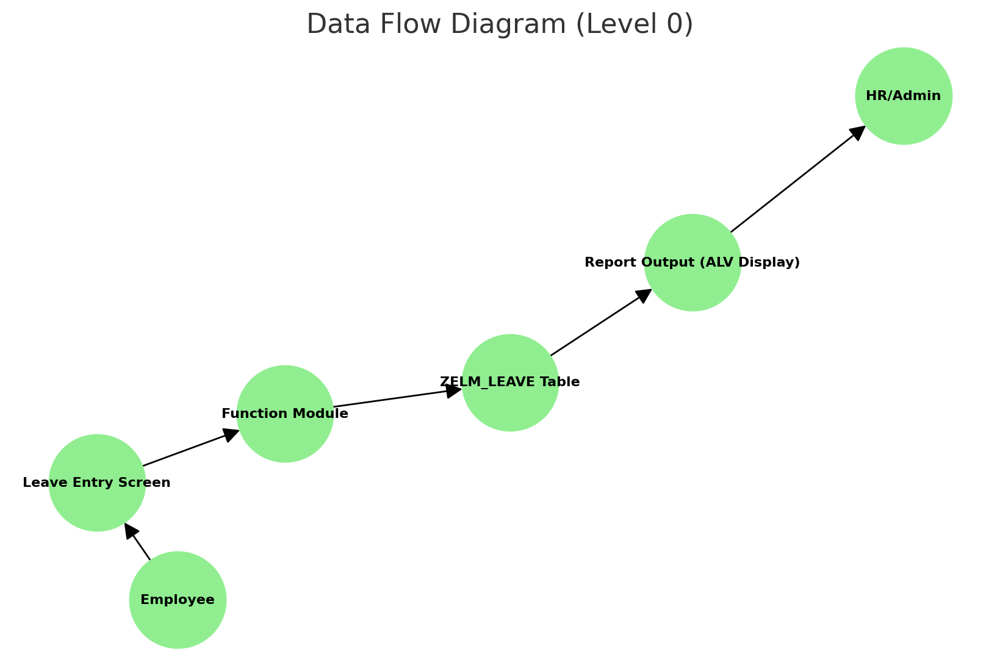 Data Flow Diagram (Level 0)
HR/Admin
Report Output (ALV Display)
ZELM_LEAVE Table
Function Module
Leave Entry Screen
Employee